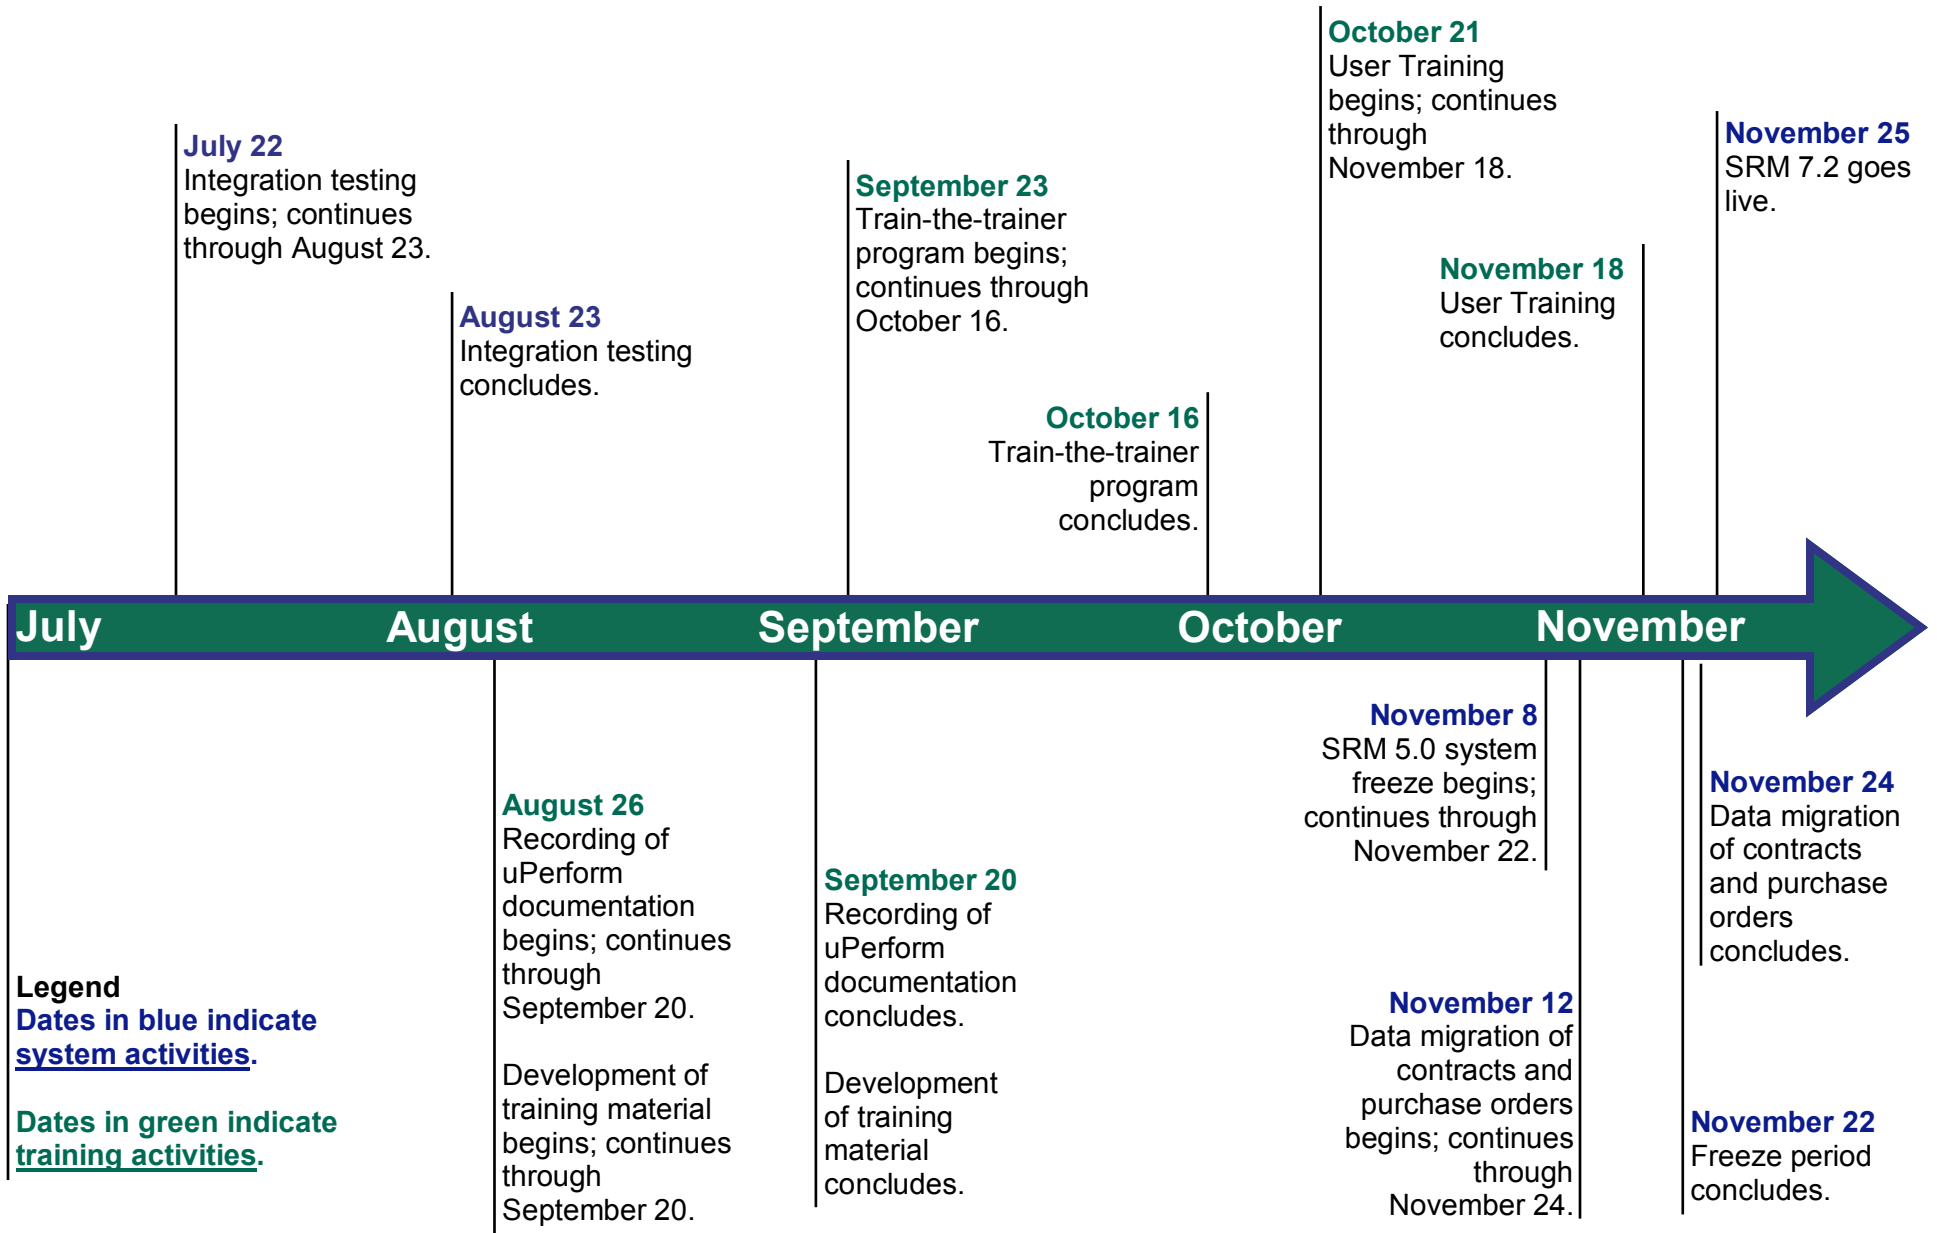 October 21
User Training
begins; continues
through
November 18.
July 22
Integration testing
begins; continues
through August 23.
November 25
SRM 7.2 goes
live.
September 23
Train-the-trainer
program begins;
continues through
October 16.
November 18
User Training
concludes.
August 23
Integration testing
concludes.
October 16
Train-the-trainer
program
concludes.
July
August
September
October
November
November 8
SRM 5.0 system
freeze begins;
continues through
November 22.
November 24
Data migration
of contracts
and purchase
orders
concludes.
August 26
Recording of
uPerform
documentation
begins; continues
through
September 20.
Development of
training material
begins; continues
through
September 20.
September 20
Recording of
uPerform
documentation
concludes.
Development
of training
material
concludes.
November 12
Data migration of
contracts and
purchase orders
begins; continues
through
November 24.
November 22
Freeze period
concludes.
Legend
Dates in blue indicate
system activities.
Dates in green indicate
training activities.